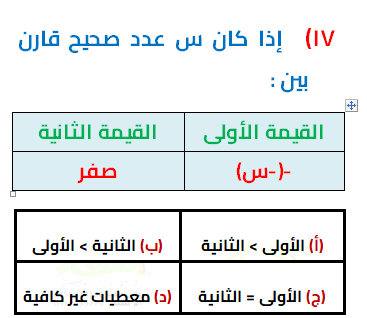 ١٧) إذا كان س عدد صحيح قارن
بين :
القيمة الأولى القيمة الثانية
-(-س) صفر
(أ) الأولى > الثانية (ب) الثانية > الأولى
(ج) الأولى = الثانية (د) معطيات غير كافية